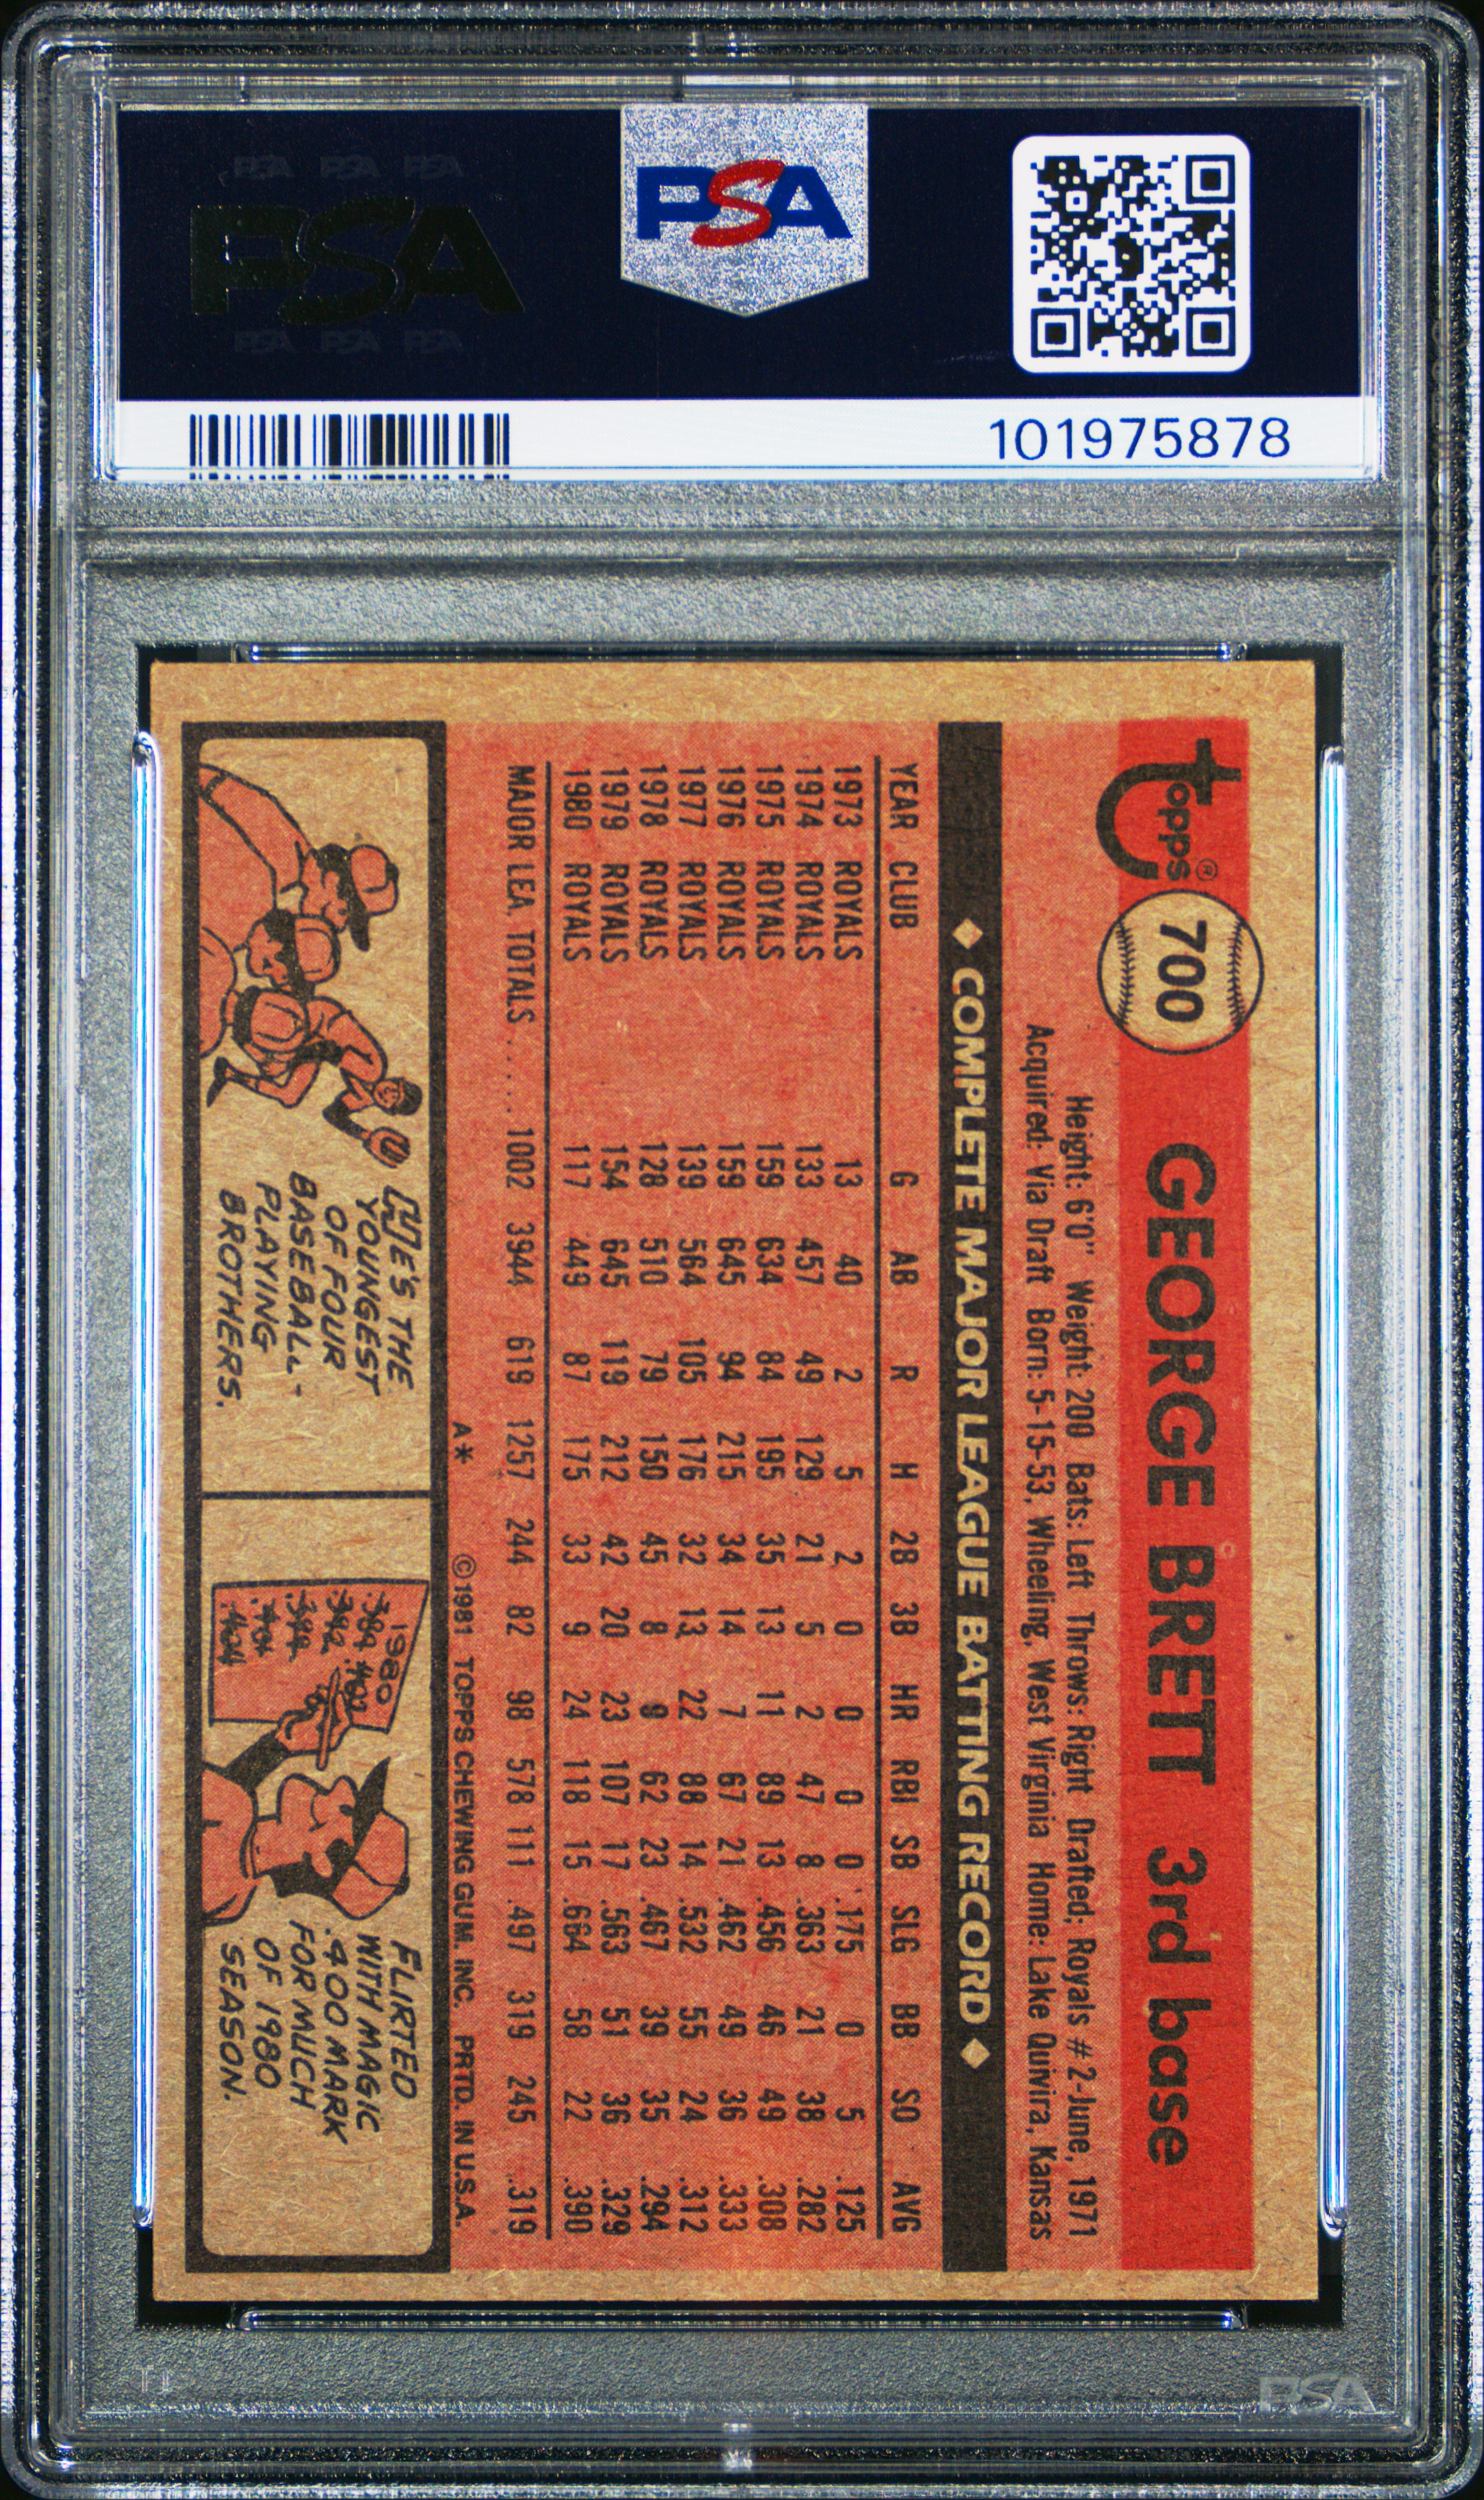 PSA PSA PSA
PSA
PSA PSA PSA
PSA
101975878
topps®
700
GEORGE BRETT 3rd base
Height: 6'0" Weight: 200 Bats: Left Throws: Right Drafted: Royals #2-June, 1971
Acquired: Via Draft Born: 5-15-53, Wheeling, West Virginia Home: Lake Quivira, Kansas
◆ COMPLETE MAJOR LEAGUE BATTING RECORD ◆
YEAR CLUB G AB R H 2B 3B HR RBI SB SLG BB SO AVG
1973 ROYALS 13 40 2 5 2 0 0 0 0 .175 0 5 .125
1974 ROYALS 133 457 49 129 21 5 2 47 8 .363 21 38 .282
1975 ROYALS 159 634 84 195 35 13 11 89 13 .456 46 49 .308
1976 ROYALS 159 645 94 215 34 14 7 67 21 .462 49 36 .333
1977 ROYALS 139 564 105 176 32 13 22 88 14 .532 55 24 .312
1978 ROYALS 128 510 79 150 45 8 9 62 23 .467 39 35 .294
1979 ROYALS 154 645 119 212 42 20 23 107 17 .563 51 36 .329
1980 ROYALS 117 449 87 175 33 9 24 118 15 .664 58 22 .390
MAJOR LEA. TOTALS ..... 1002 3944 619 1257 244 82 98 578 111 .497 319 245 .319
A* © 1981 TOPPS CHEWING GUM, INC. PRTD. IN U.S.A.
HE'S THE
YOUNGEST
OF FOUR
BASEBALL-
PLAYING
BROTHERS.
1980
.384 .402
.392
.399
.401
.404
FLIRTED
WITH MAGIC
.400 MARK
FOR MUCH
OF 1980
SEASON.
PSA